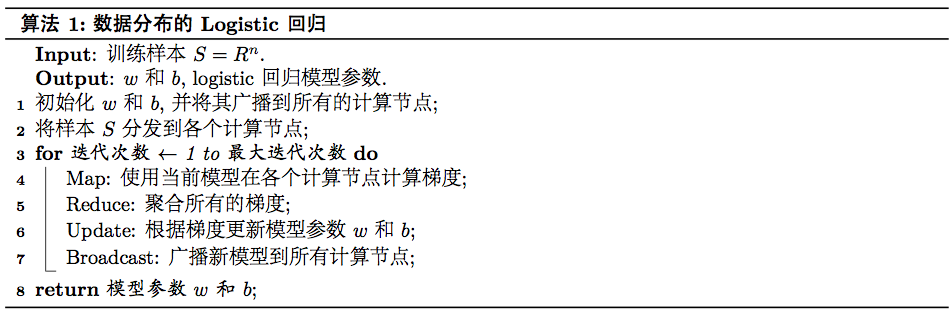 算法 1: 数据分布的 Logistic 回归
Input: 训练样本 S = Rⁿ.
Output: w 和 b, logistic 回归模型参数.
1 初始化 w 和 b, 并将其广播到所有的计算节点;
2 将样本 S 分发到各个计算节点;
3 for 迭代次数 ← 1 to 最大迭代次数 do
4 Map: 使用当前模型在各个计算节点计算梯度;
5 Reduce: 聚合所有的梯度;
6 Update: 根据梯度更新模型参数 w 和 b;
7 Broadcast: 广播新模型到所有计算节点;
8 return 模型参数 w 和 b;